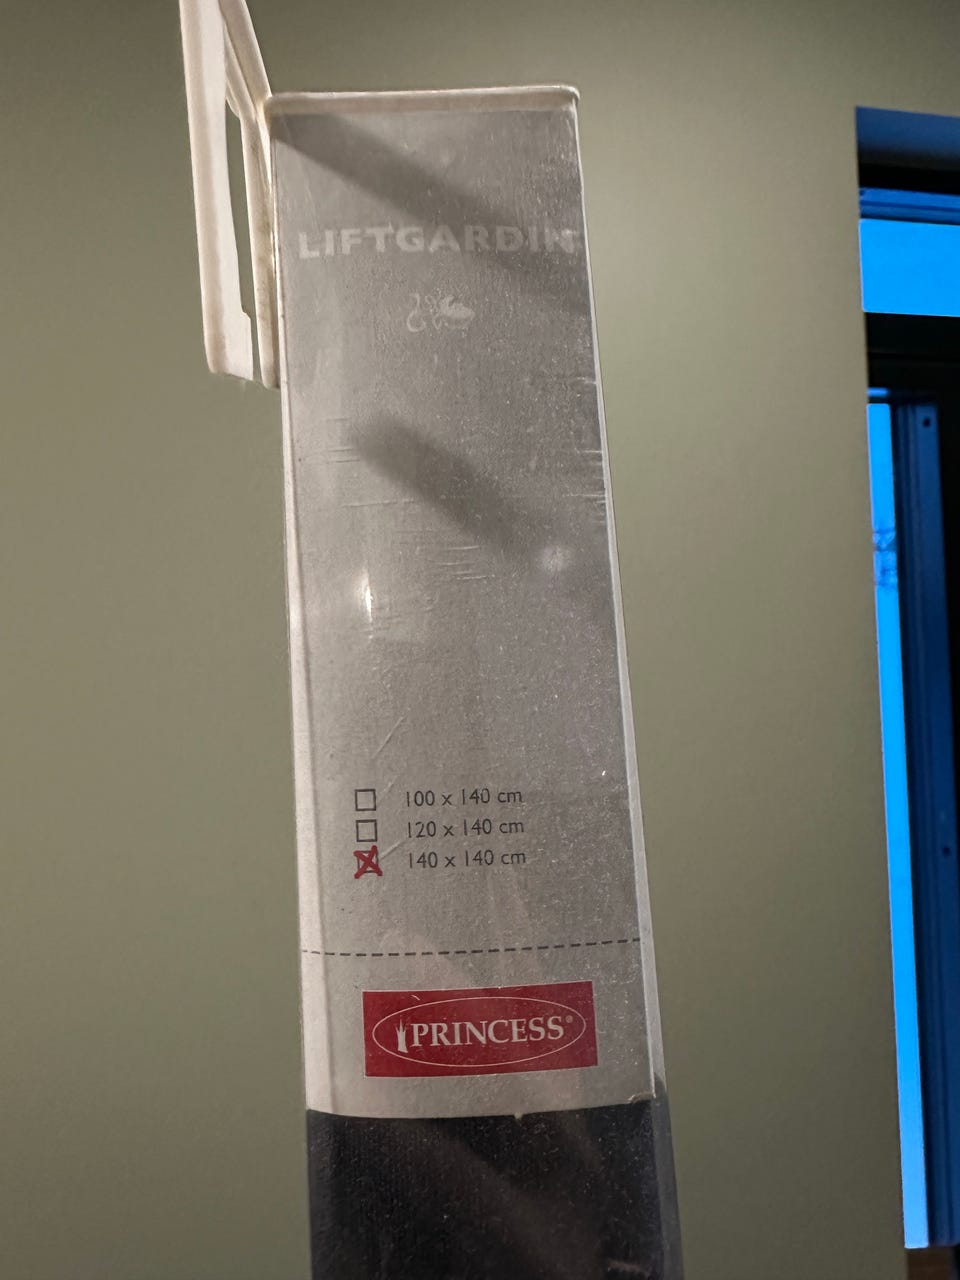 LIFTGARDIN
100 x 140 cm
120 x 140 cm
140 x 140 cm
PRINCESS®